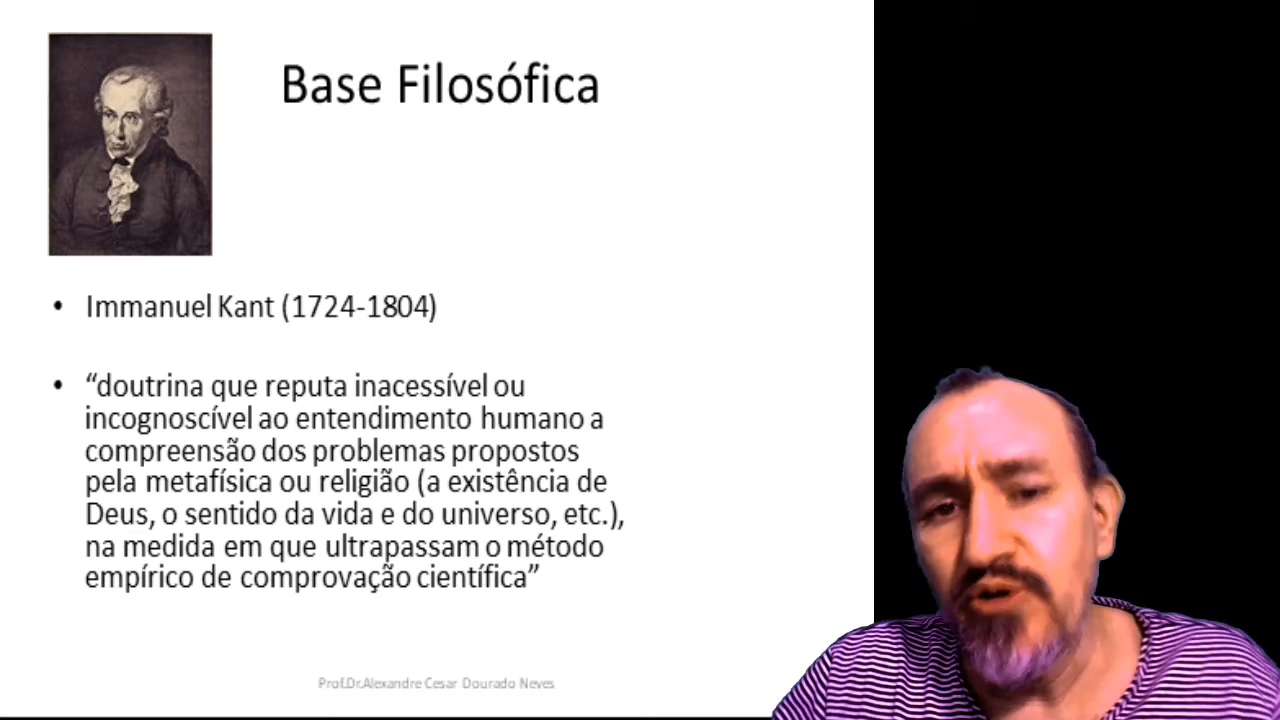 Base Filosófica
• Immanuel Kant (1724-1804)
• “doutrina que reputa inacessível ou
incognoscível ao entendimento humano a
compreensão dos problemas propostos
pela metafísica ou religião (a existência de
Deus, o sentido da vida e do universo, etc.),
na medida em que ultrapassam o método
empírico de comprovação científica”
Prof.Dr.Alexandre Cesar Dourado Neves